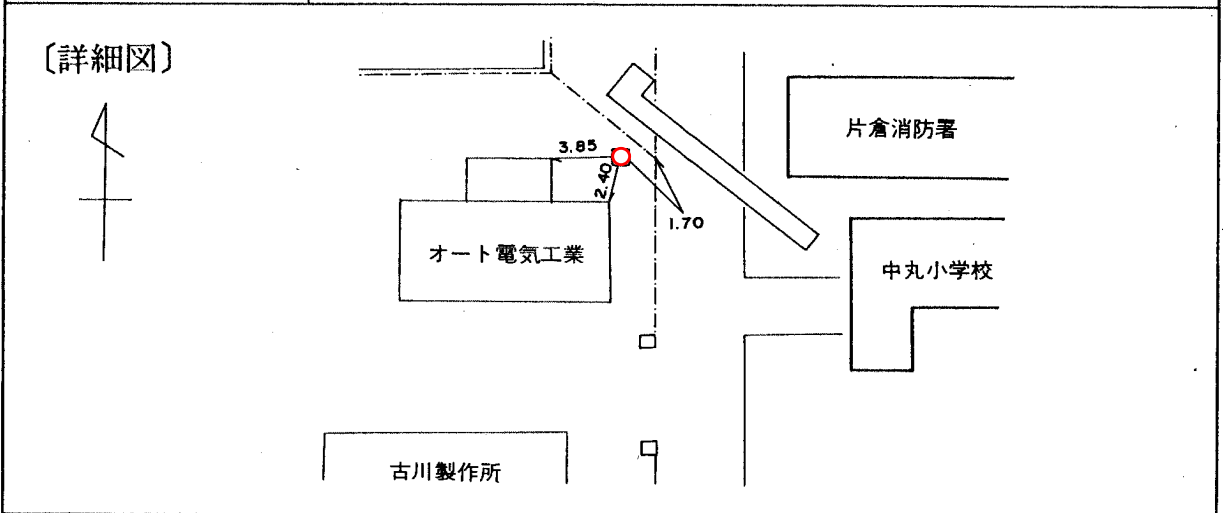 〔詳細図〕
片倉消防署
3.85
2.40
1.70
オート電気工業
中丸小学校
古川製作所